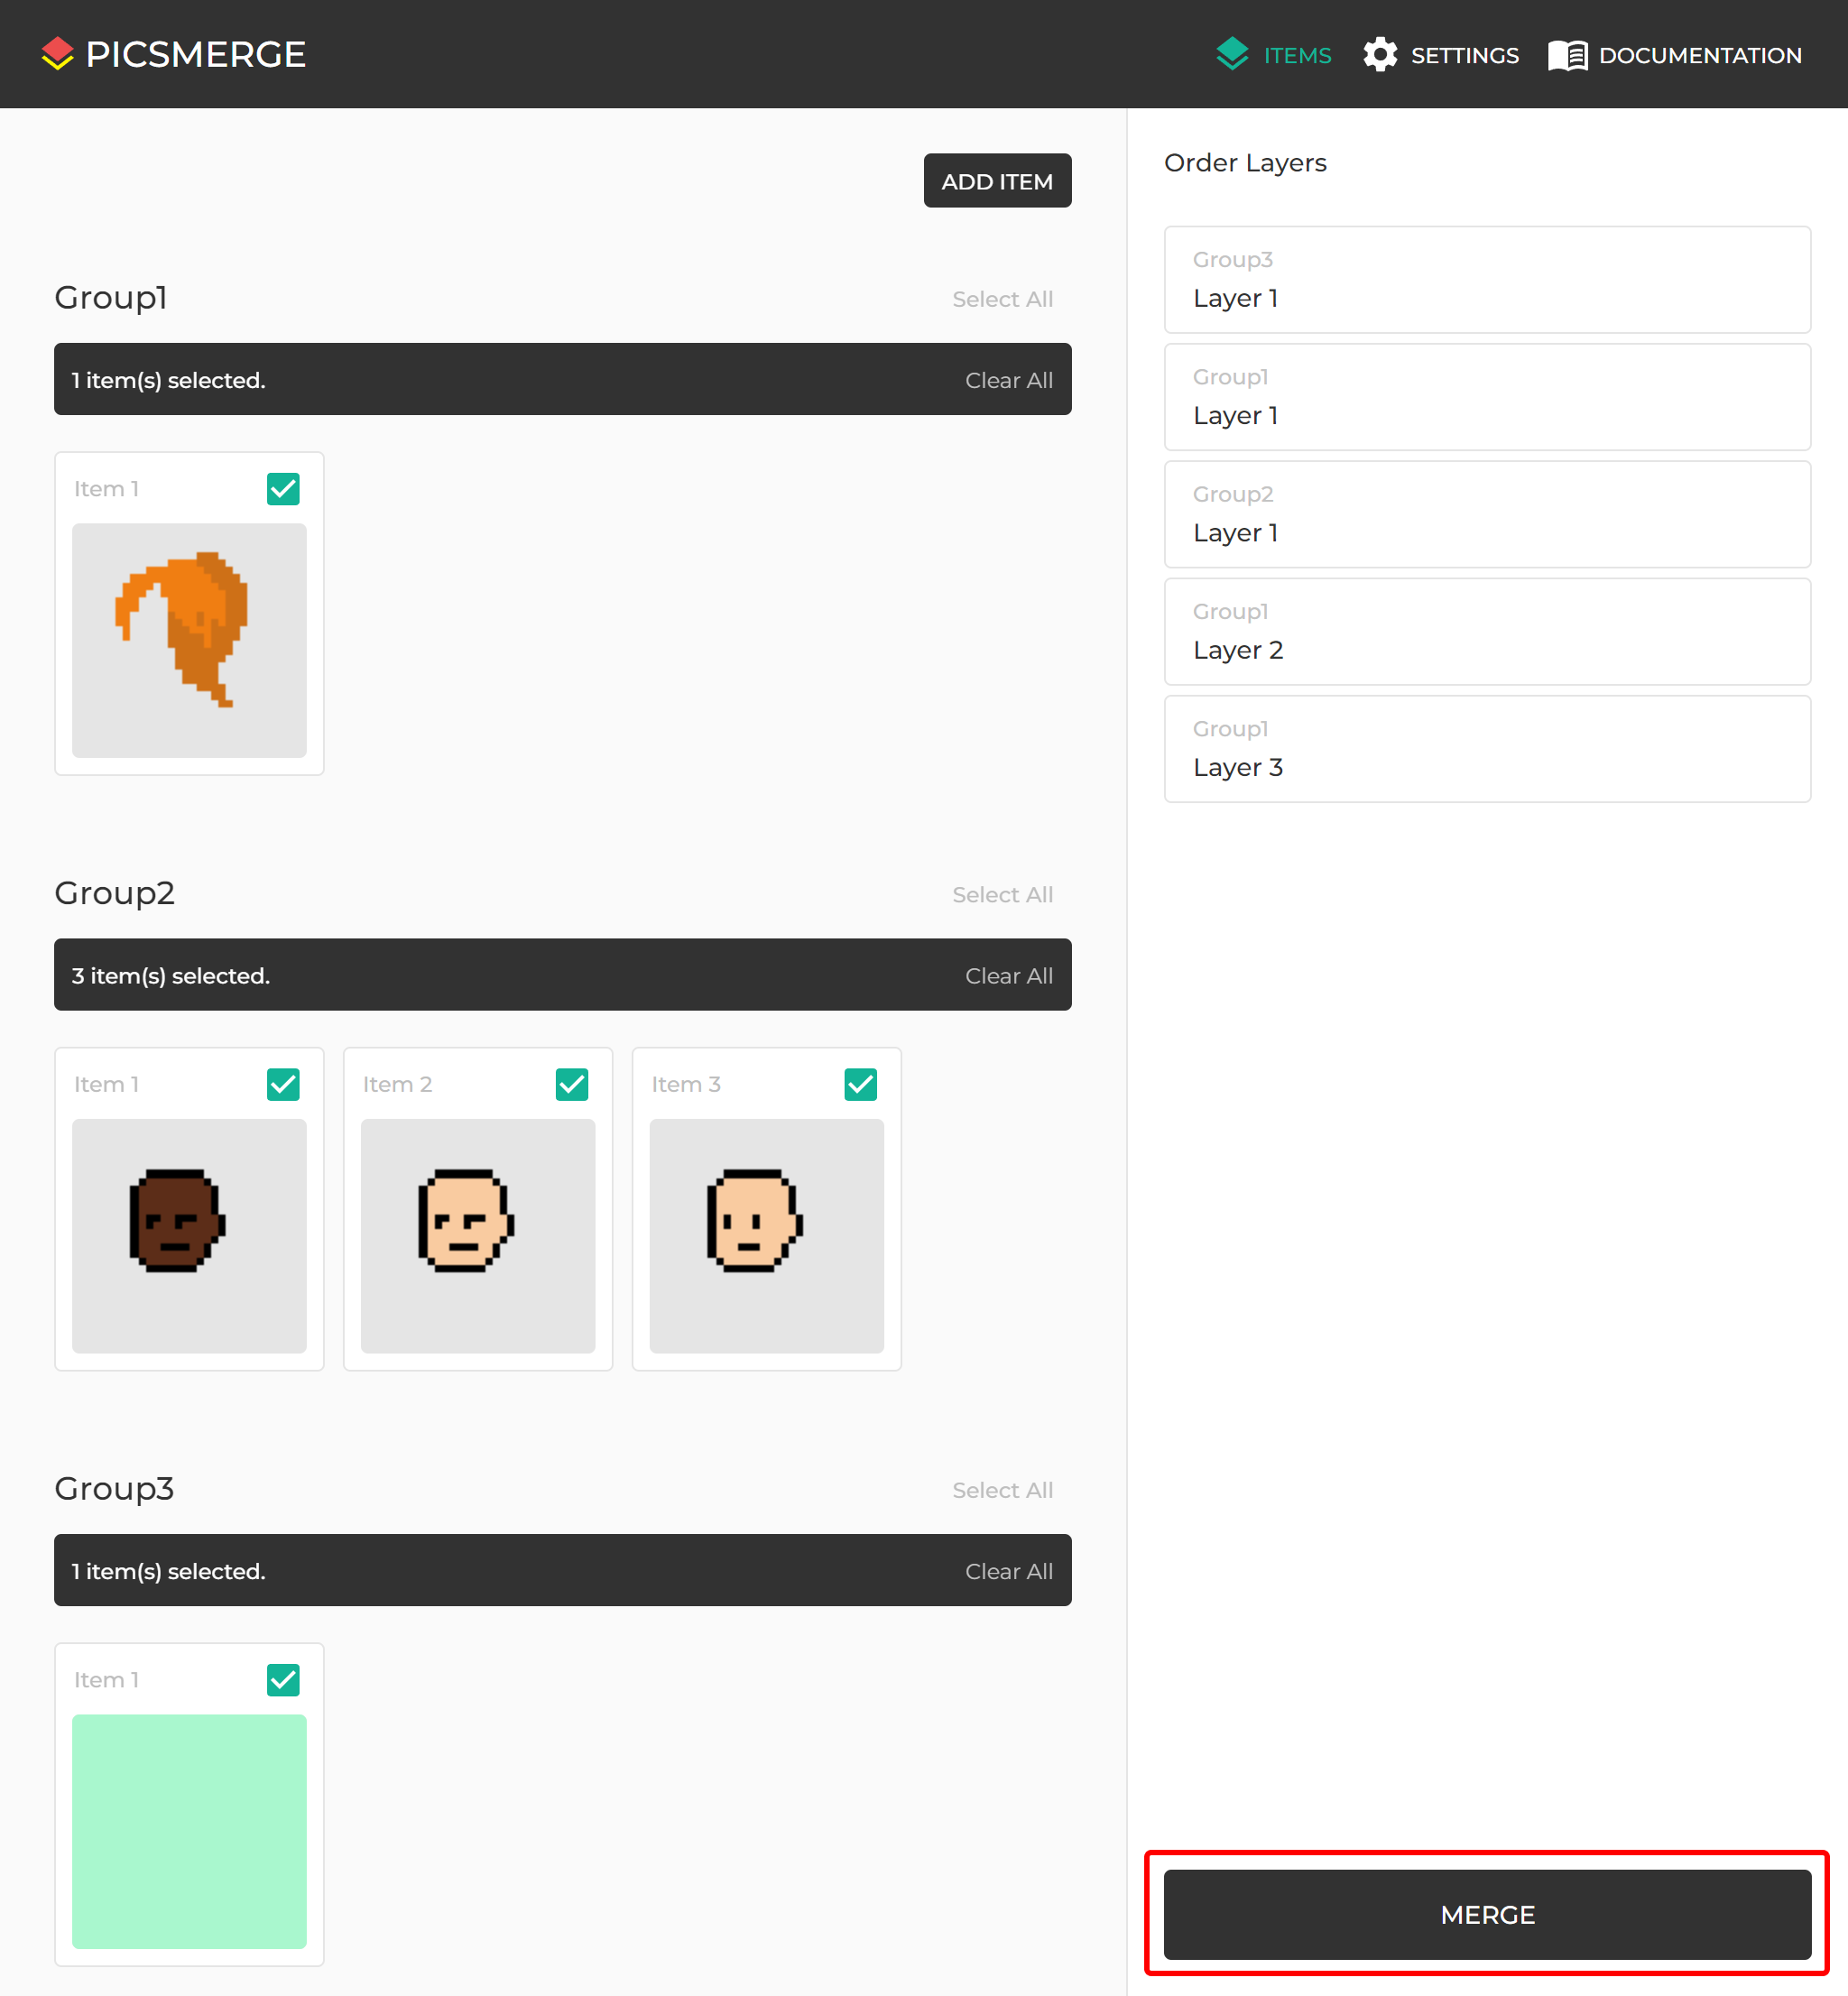 PICSMERGE
ITEMS
SETTINGS
DOCUMENTATION
ADD ITEM
Group1
Select All
1 item(s) selected.
Clear All
Item 1
Group2
Select All
3 item(s) selected.
Clear All
Item 1
Item 2
Item 3
Group3
Select All
1 item(s) selected.
Clear All
Item 1
Order Layers
Group3
Layer 1
Group1
Layer 1
Group2
Layer 1
Group1
Layer 2
Group1
Layer 3
MERGE